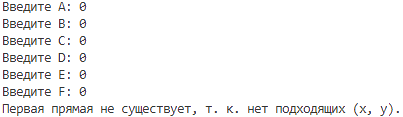 Введите A: 0
Введите B: 0
Введите C: 0
Введите D: 0
Введите E: 0
Введите F: 0
Первая прямая не существует, т. к. нет подходящих (x, y).